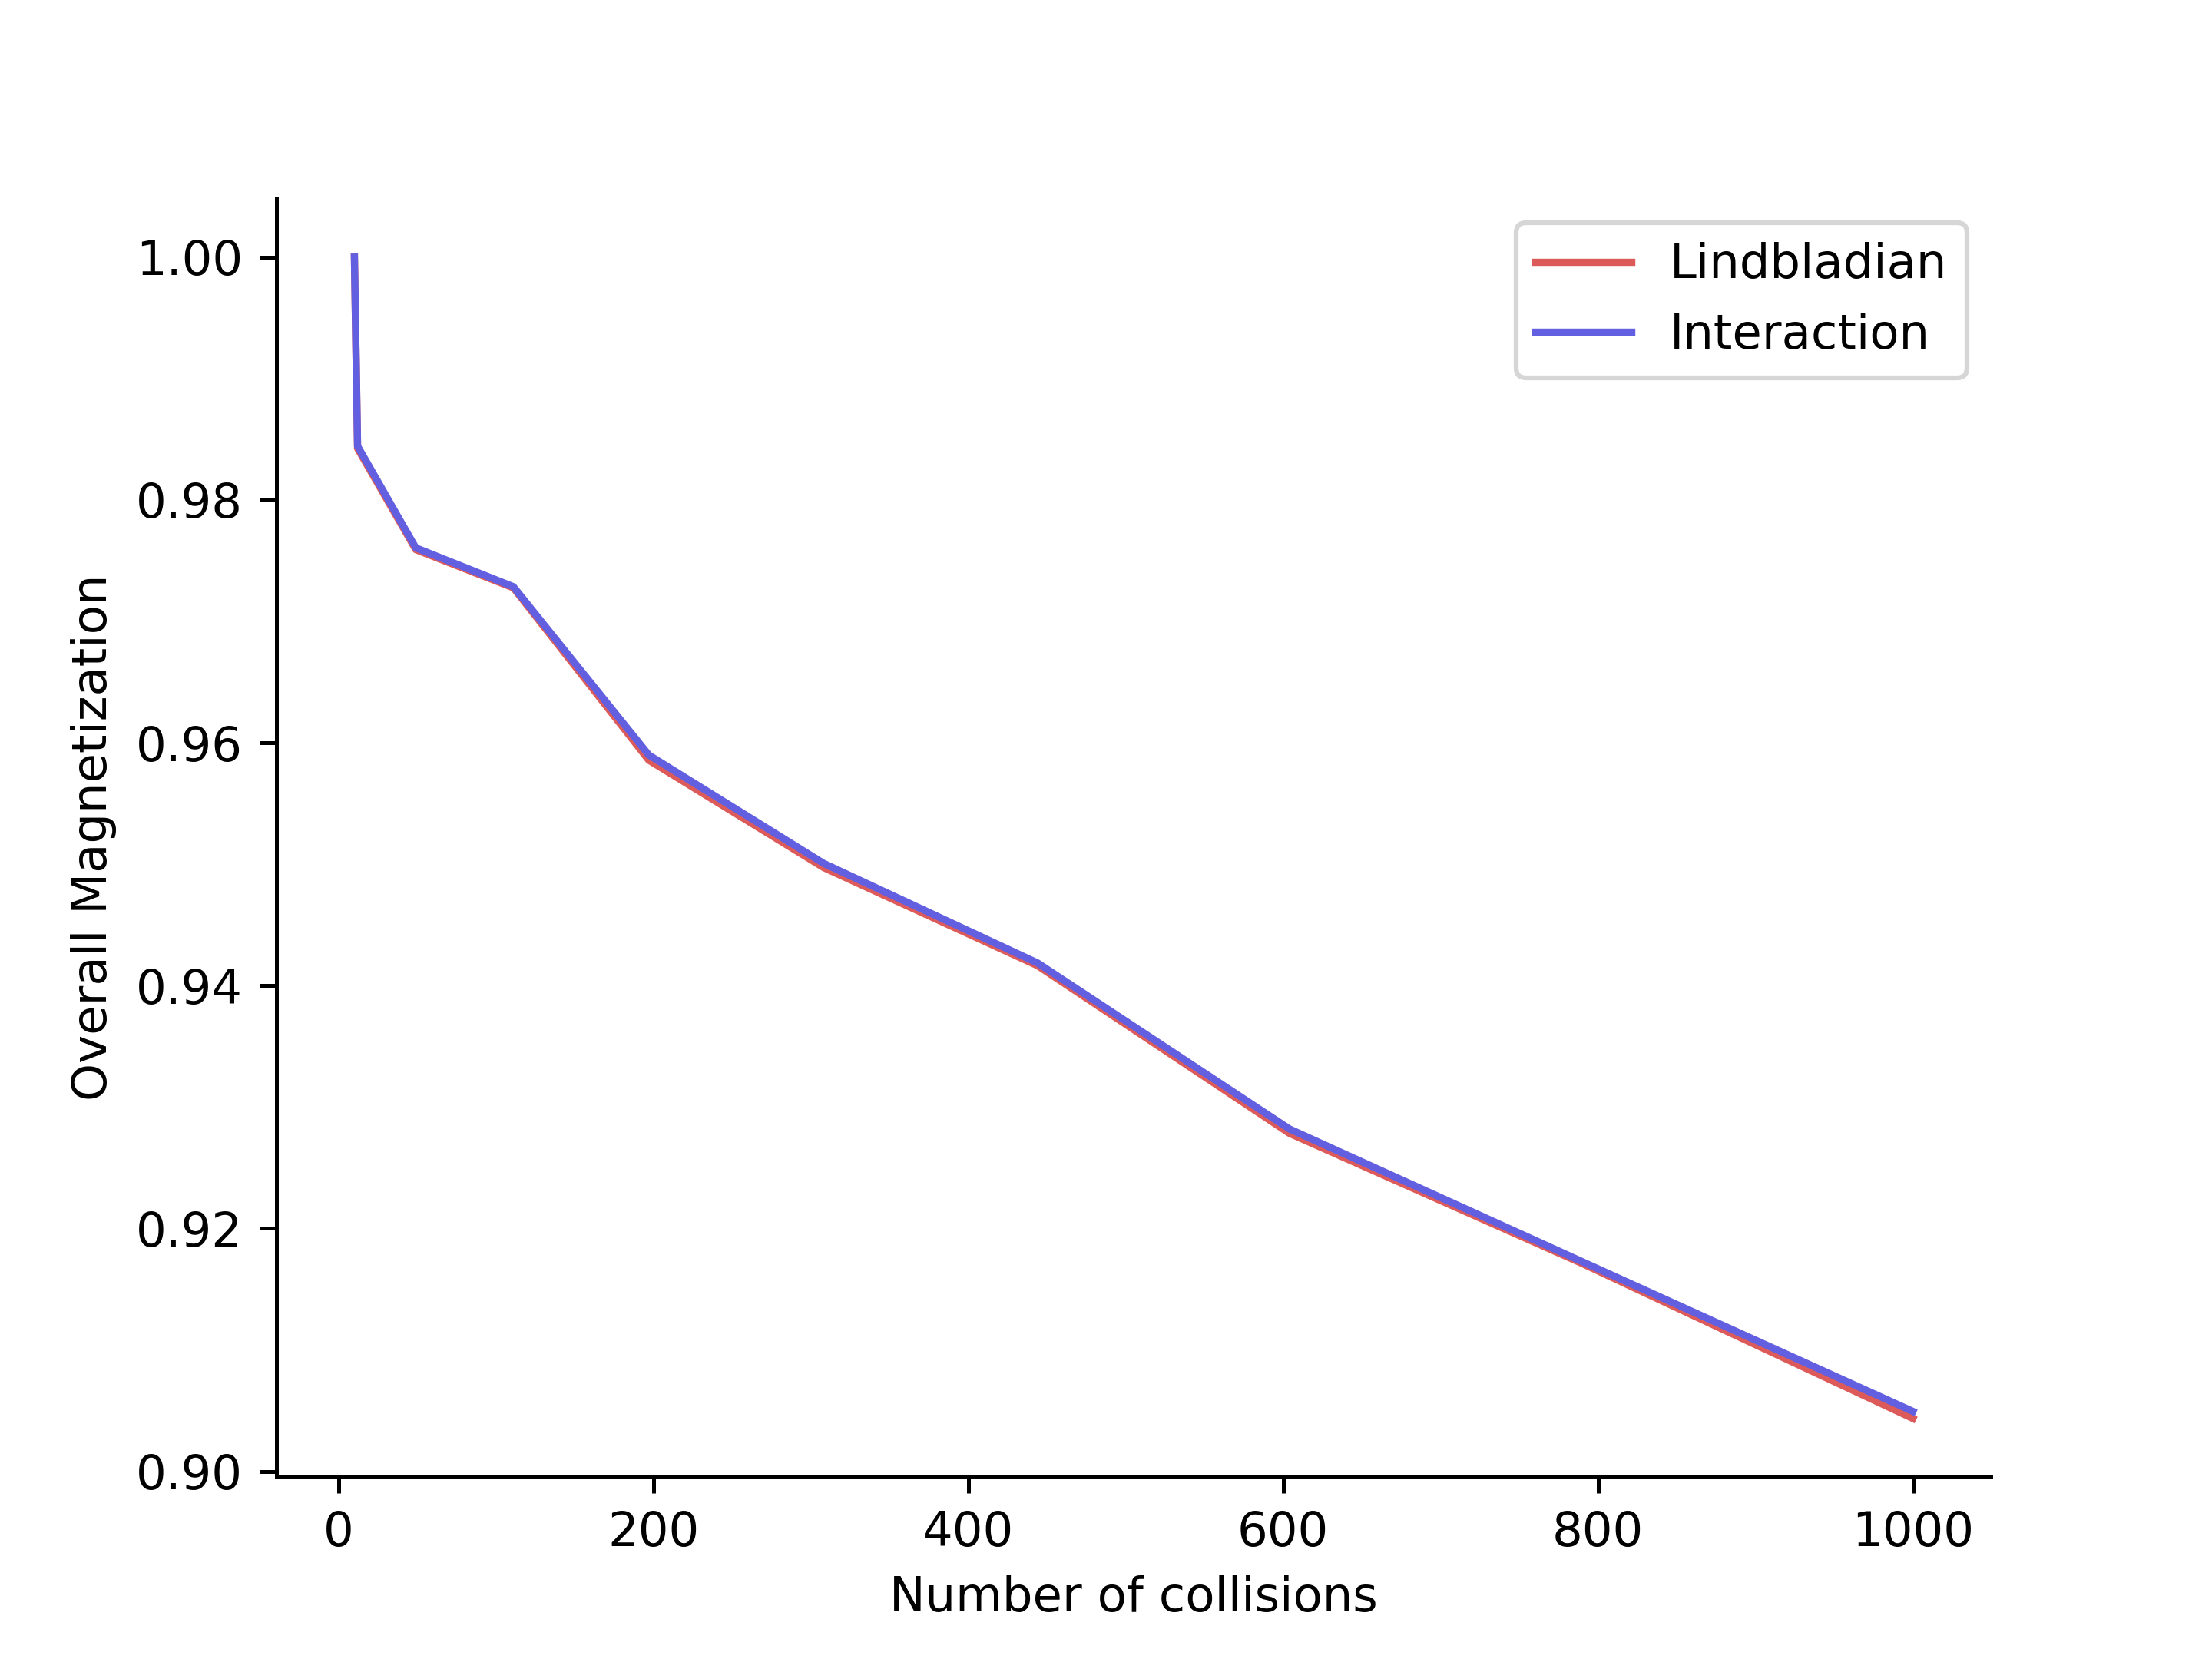 Lindbladian
Interaction
1.00
0.98
0.96
0.94
0.92
0.90
Overall Magnetization
0 200 400 600 800 1000
Number of collisions